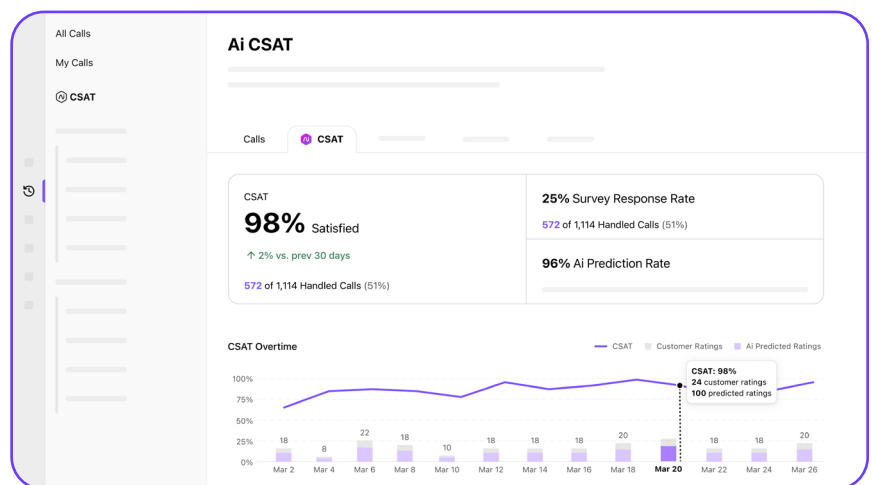 All Calls
My Calls
CSAT
Ai CSAT
Calls
CSAT
CSAT
98% Satisfied
↑ 2% vs. prev 30 days
572 of 1,114 Handled Calls (51%)
25% Survey Response Rate
572 of 1,114 Handled Calls (51%)
96% Ai Prediction Rate
CSAT Overtime
CSAT Customer Ratings Ai Predicted Ratings
CSAT: 98%
24 customer ratings
100 predicted ratings
100%
75%
50%
25%
0%
18 8 22 18 10 18 18 18 20 18 18 20
Mar 2 Mar 4 Mar 6 Mar 8 Mar 10 Mar 12 Mar 14 Mar 16 Mar 18 Mar 20 Mar 22 Mar 24 Mar 26